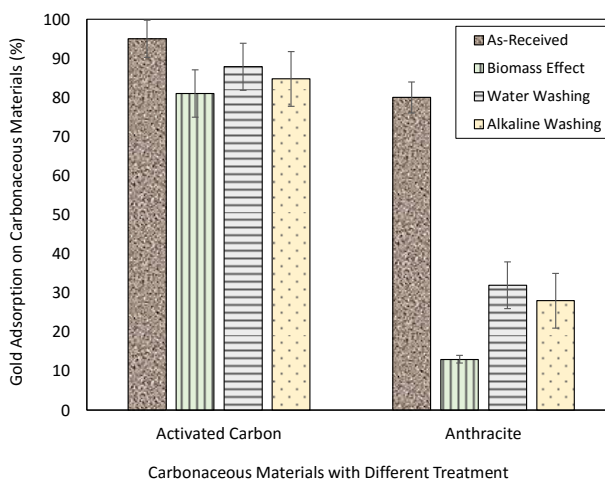 Gold Adsorption on Carbonaceous Materials (%)
100
90
80
70
60
50
40
30
20
10
0
As-Received
Biomass Effect
Water Washing
Alkaline Washing
Activated Carbon
Anthracite
Carbonaceous Materials with Different Treatment